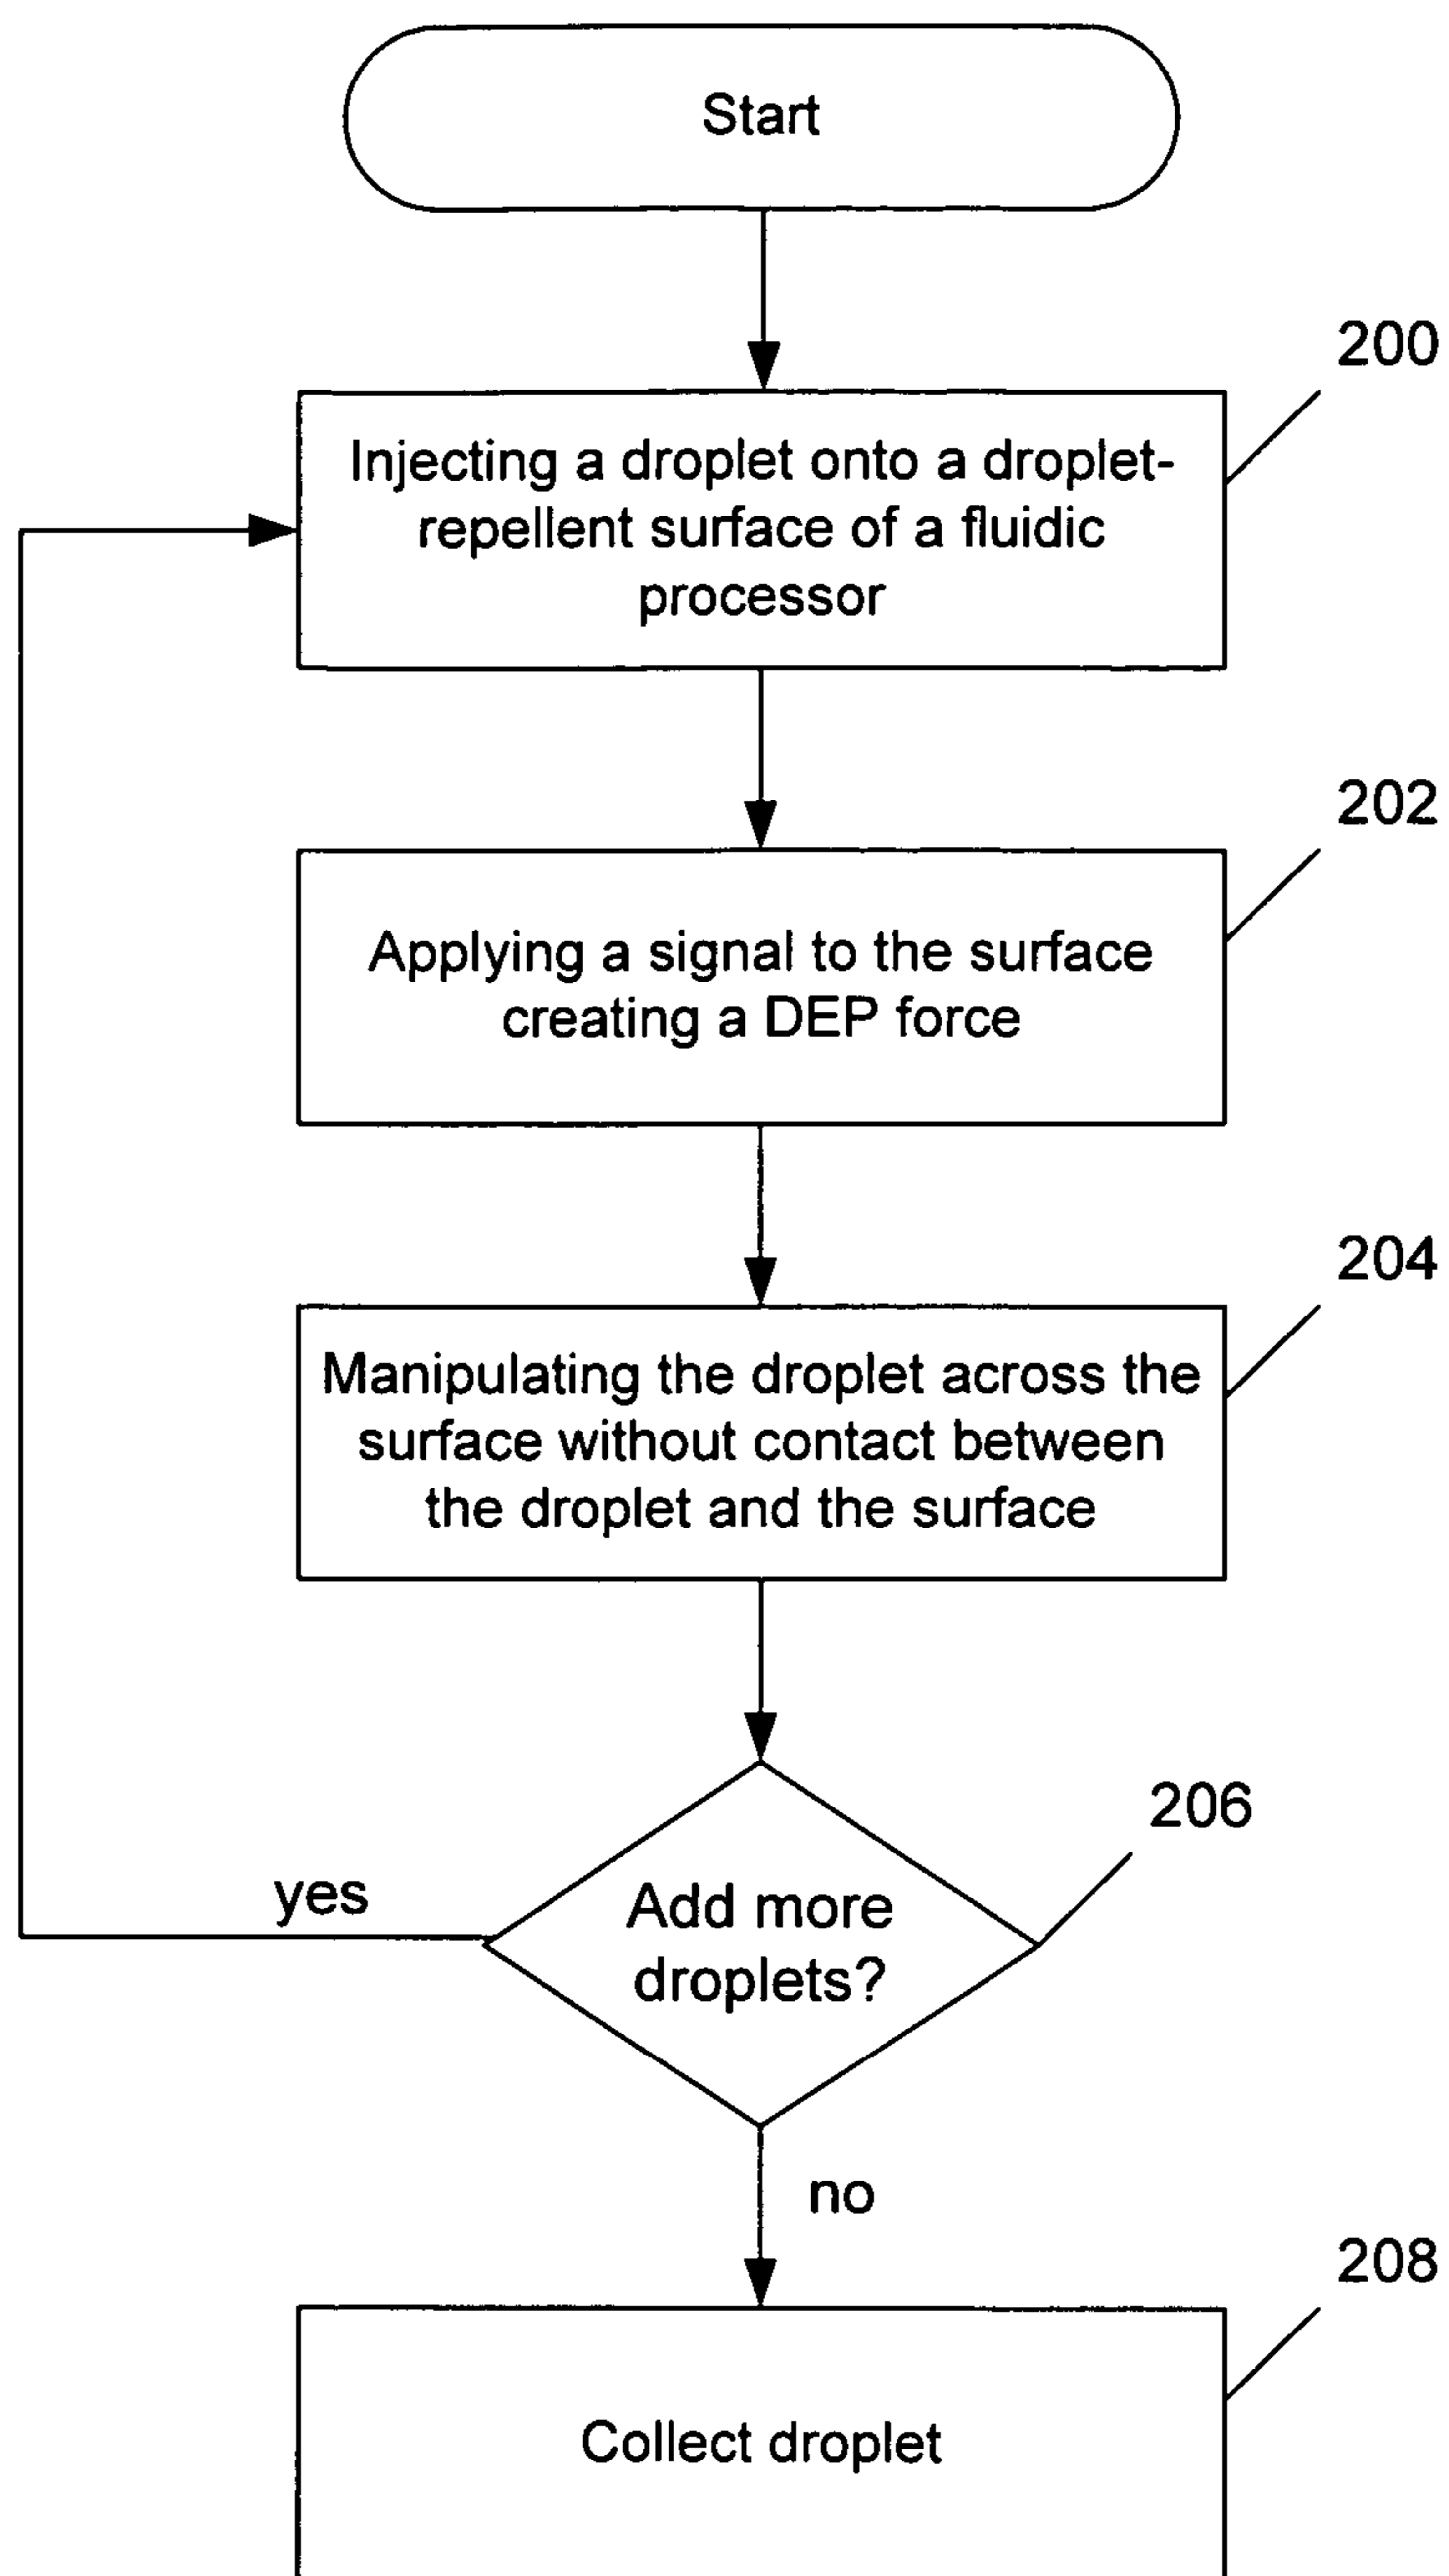 Start
200
Injecting a droplet onto a droplet-
repellent surface of a fluidic
processor
202
Applying a signal to the surface
creating a DEP force
204
Manipulating the droplet across the
surface without contact between
the droplet and the surface
206
yes
Add more
droplets?
no
208
Collect droplet